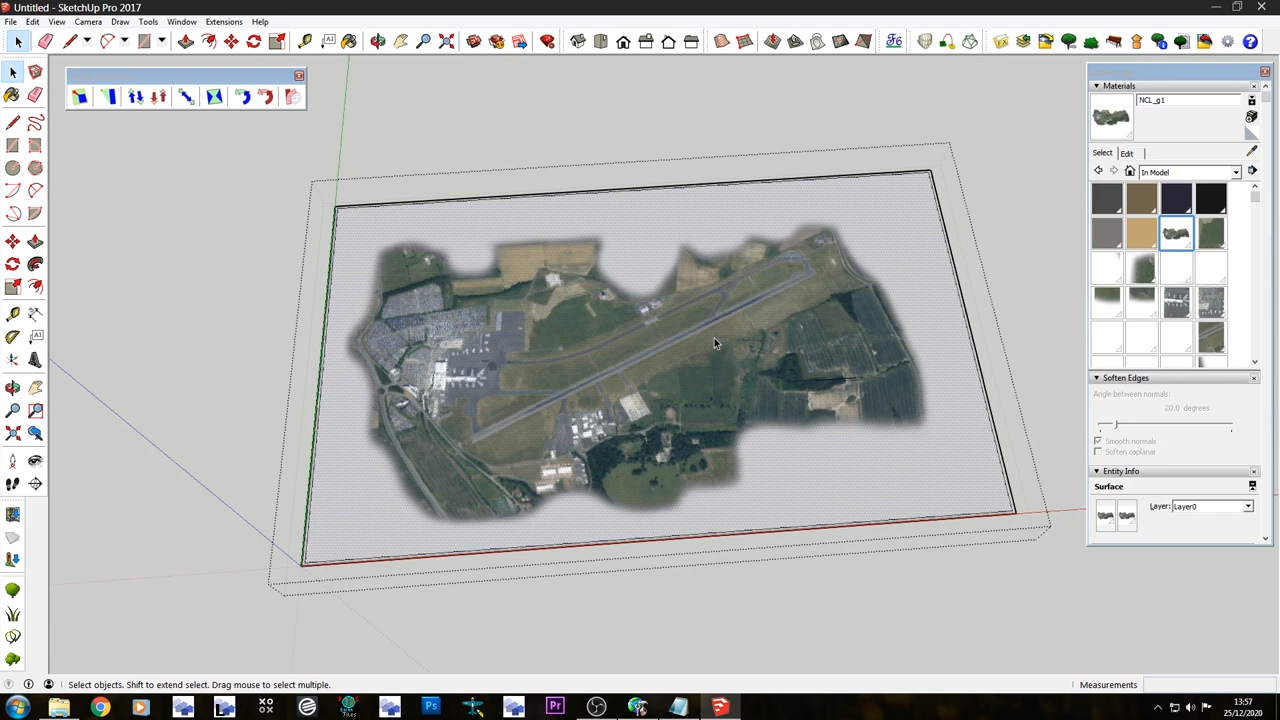 Untitled - SketchUp Pro 2017
File Edit View Camera Draw Tools Window Extensions Help
Materials
NCL_g1
Select Edit
In Model
Soften Edges
Angle between normals:
20.0 degrees
Smooth normals
Soften coplanar
Entity Info
Surface
Layer: Layer0
Select objects. Shift to extend select. Drag mouse to select multiple.
Measurements
13:57
25/12/2020